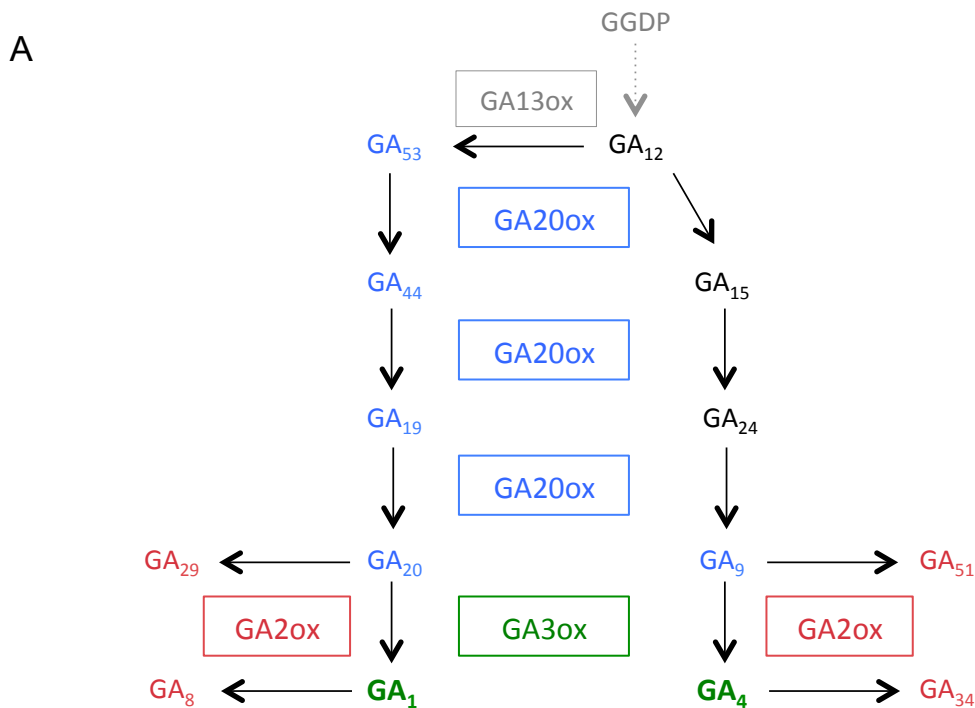 A
GGDP
GA13ox
GA₅₃
GA₁₂
GA20ox
GA₄₄
GA₁₅
GA20ox
GA₁₉
GA₂₄
GA20ox
GA₂₉
GA₂₀
GA₉
GA₅₁
GA2ox
GA3ox
GA2ox
GA₈
GA₁
GA₄
GA₃₄